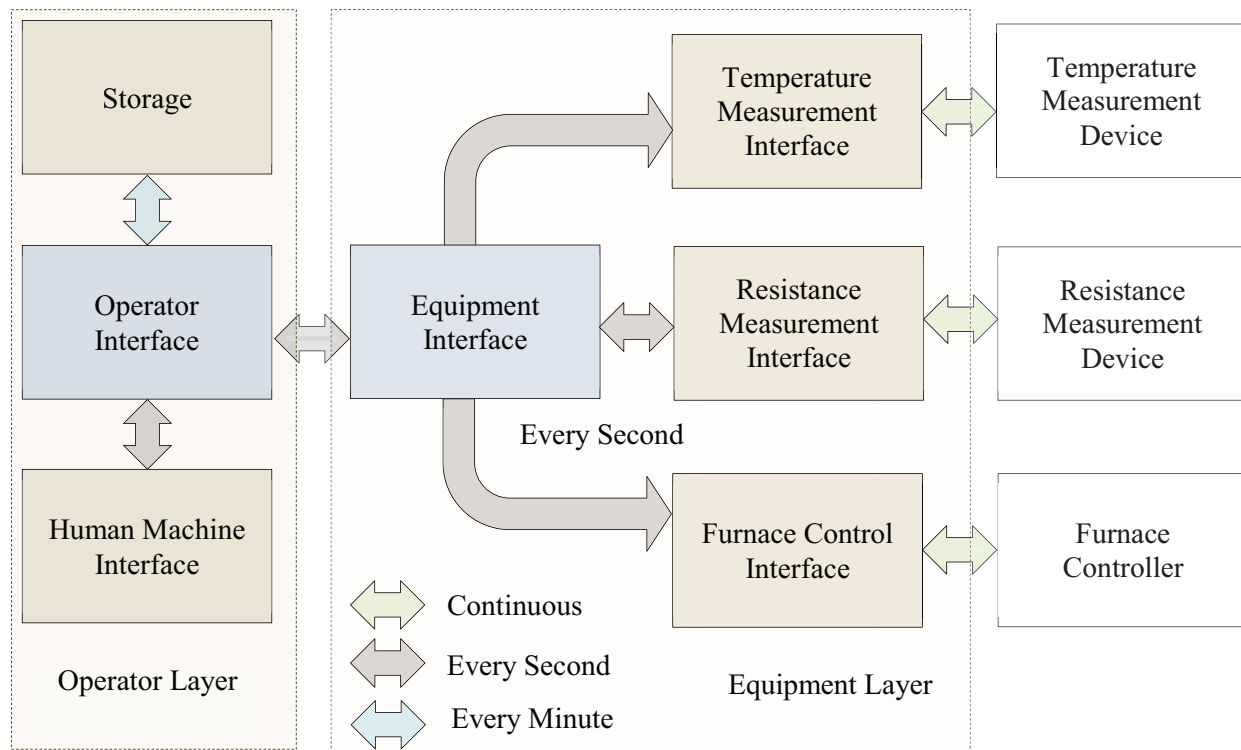 Storage
Operator
Interface
Human Machine
Interface
Operator Layer
Equipment
Interface
Every Second
Temperature
Measurement
Interface
Resistance
Measurement
Interface
Furnace Control
Interface
Continuous
Every Second
Every Minute
Equipment Layer
Temperature
Measurement
Device
Resistance
Measurement
Device
Furnace
Controller